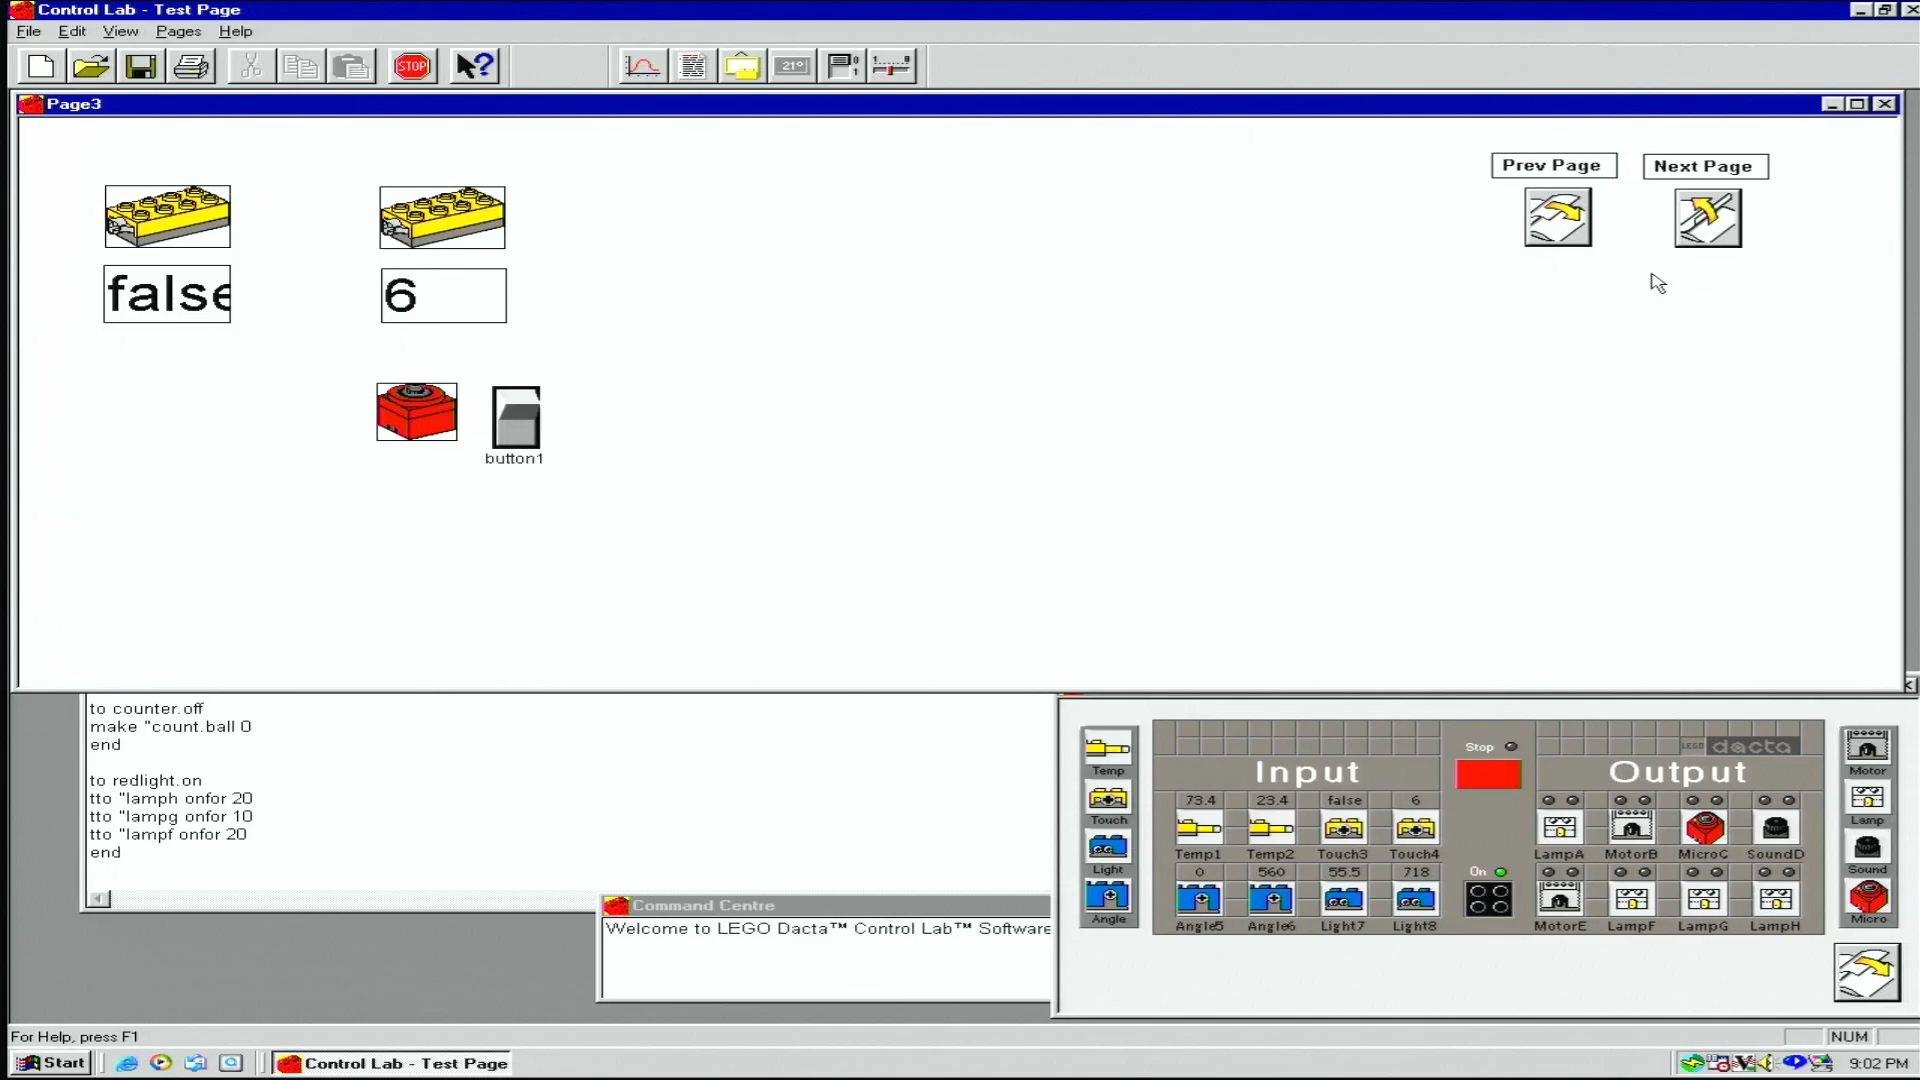 Control Lab - Test Page
File Edit View Pages Help
STOP
21°
Page3
Prev Page Next Page
false 6
button1
to counter.off
make "count.ball 0
end
to redlight.on
tto "lamph onfor 20
tto "lampg onfor 10
tto "lampf onfor 20
end
Command Centre
Welcome to LEGO Dacta™ Control Lab™ Software
LEGO dacta
Stop
Input Output
Temp Motor
73.4 23.4 false 6
Touch Lamp
Temp1 Temp2 Touch3 Touch4 LampA MotorB MicroC SoundD
Light Sound
0 560 55.5 718 On
Angle Micro
Angle5 Angle6 Light7 Light8 MotorE LampF LampG LampH
For Help, press F1 NUM
Start Control Lab - Test Page 9:02 PM